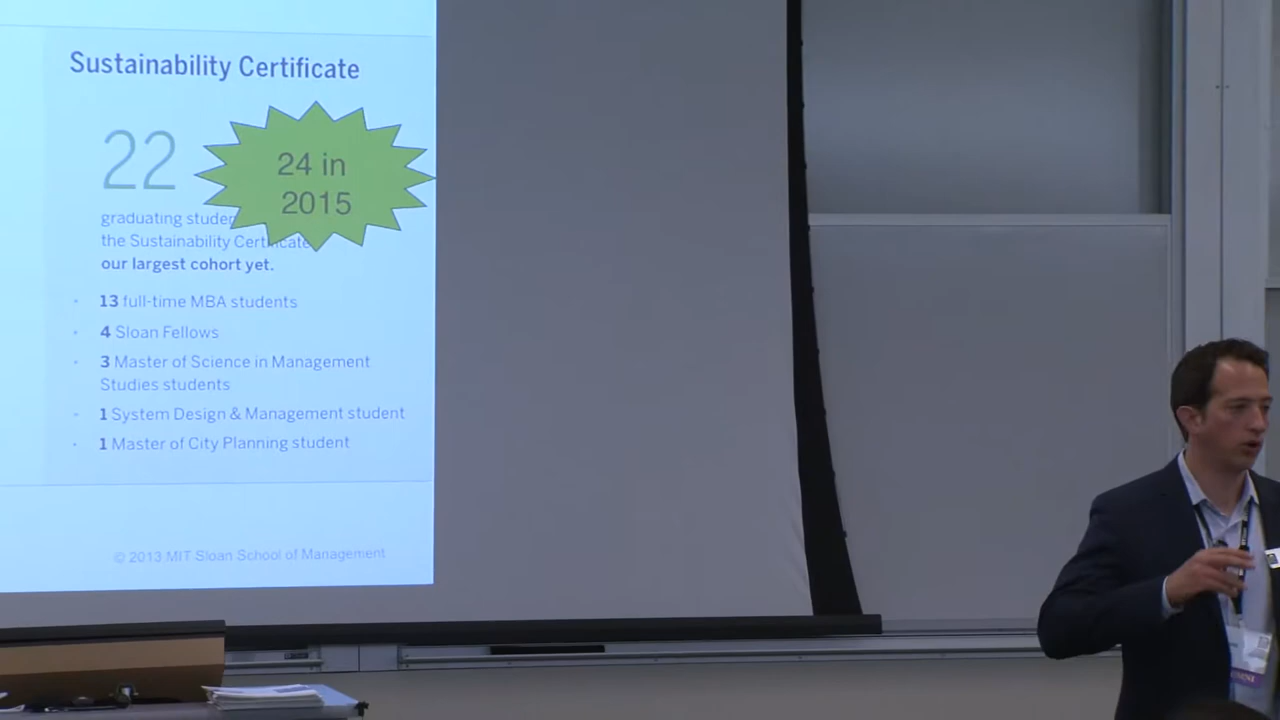 Sustainability Certificate
22
24 in
2015
graduating
the Sustainability Certificate
our largest cohort yet.
· 13 full-time MBA students
· 4 Sloan Fellows
· 3 Master of Science in Management
Studies students
· 1 System Design & Management student
· 1 Master of City Planning student
© 2013 MIT Sloan School of Management